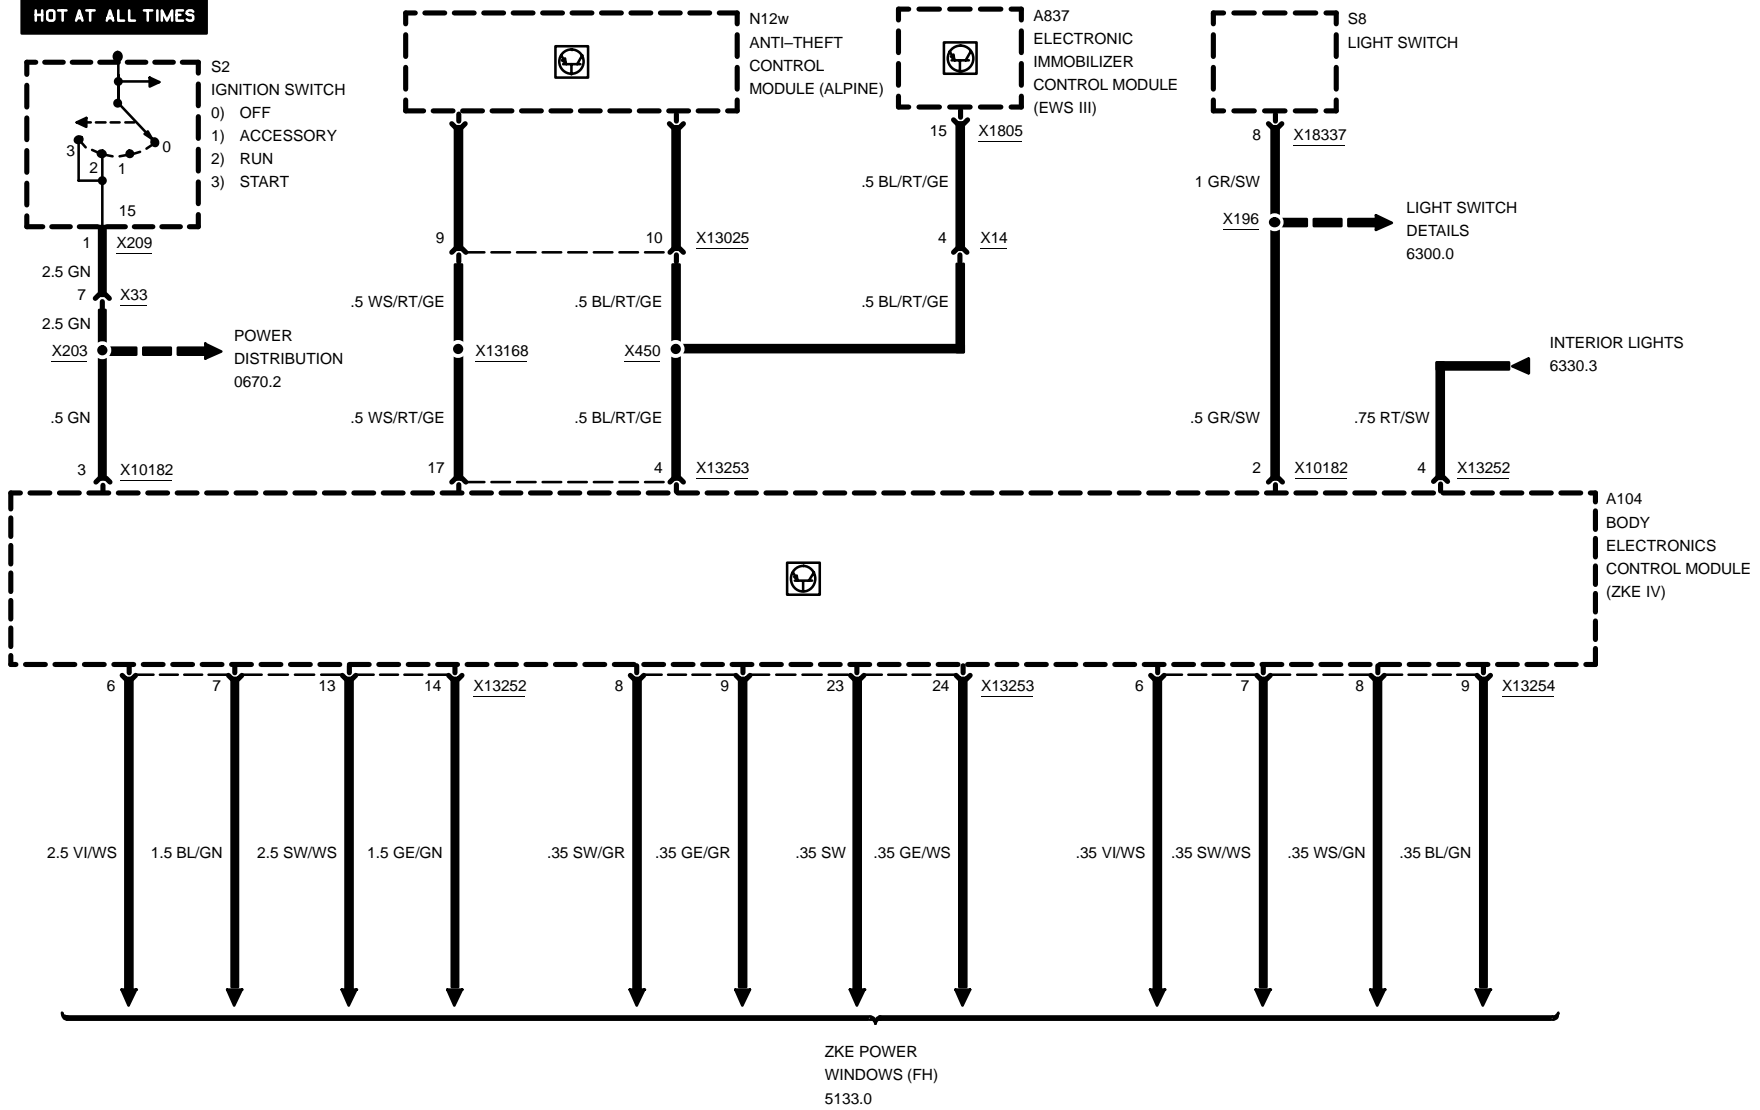 HOT AT ALL TIMES
S2
IGNITION SWITCH
0) OFF
1) ACCESSORY
2) RUN
3) START
0
3
2
1
15
1 X209
2.5 GN
7 X33
2.5 GN
X203
POWER
DISTRIBUTION
0670.2
.5 GN
3 X10182
N12w
ANTI–THEFT
CONTROL
MODULE (ALPINE)
9
10 X13025
.5 WS/RT/GE
.5 BL/RT/GE
X13168
X450
.5 WS/RT/GE
.5 BL/RT/GE
17
4 X13253
A837
ELECTRONIC
IMMOBILIZER
CONTROL MODULE
(EWS III)
15 X1805
.5 BL/RT/GE
4 X14
.5 BL/RT/GE
S8
LIGHT SWITCH
8 X18337
1 GR/SW
X196
LIGHT SWITCH
DETAILS
6300.0
.5 GR/SW
2 X10182
INTERIOR LIGHTS
6330.3
.75 RT/SW
4 X13252
A104
BODY
ELECTRONICS
CONTROL MODULE
(ZKE IV)
6 7 13 14 X13252
8 9 23 24 X13253
6 7 8 9 X13254
2.5 VI/WS 1.5 BL/GN 2.5 SW/WS 1.5 GE/GN
.35 SW/GR .35 GE/GR .35 SW .35 GE/WS
.35 VI/WS .35 SW/WS .35 WS/GN .35 BL/GN
ZKE POWER
WINDOWS (FH)
5133.0